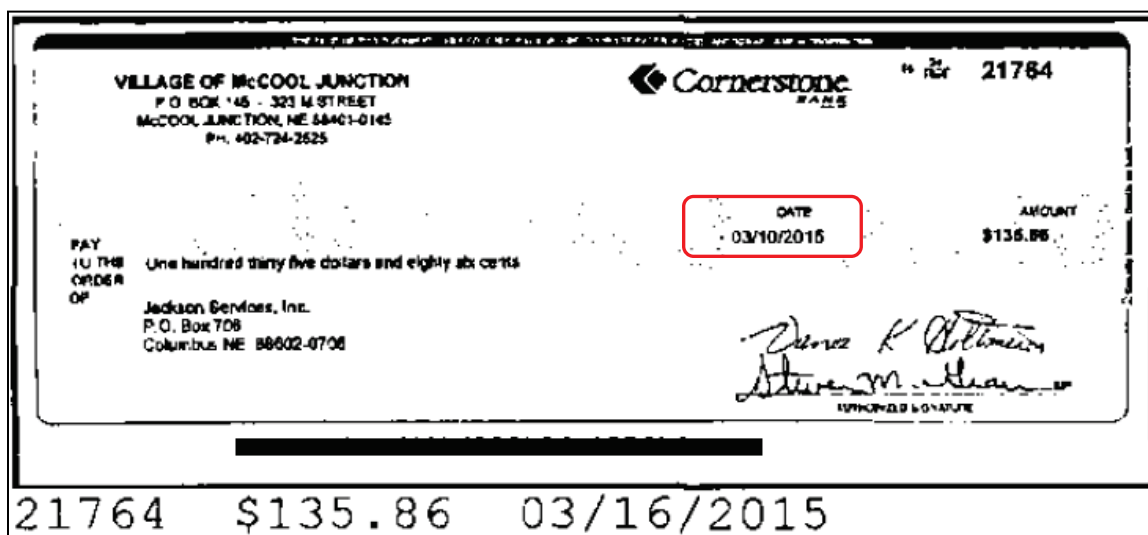 VILLAGE OF McCOOL JUNCTION
P.O. BOX 145 - 323 M STREET
McCOOL JUNCTION, NE 68401-0145
PH. 402-724-2525
Cornerstone
BANK
21764
DATE
03/10/2015
AMOUNT
$135.86
PAY
TO THE
ORDER
OF
One hundred thirty five dollars and eighty six cents
Jackson Services, Inc.
P.O. Box 706
Columbus NE 68602-0706
AUTHORIZED SIGNATURE
21764 $135.86 03/16/2015